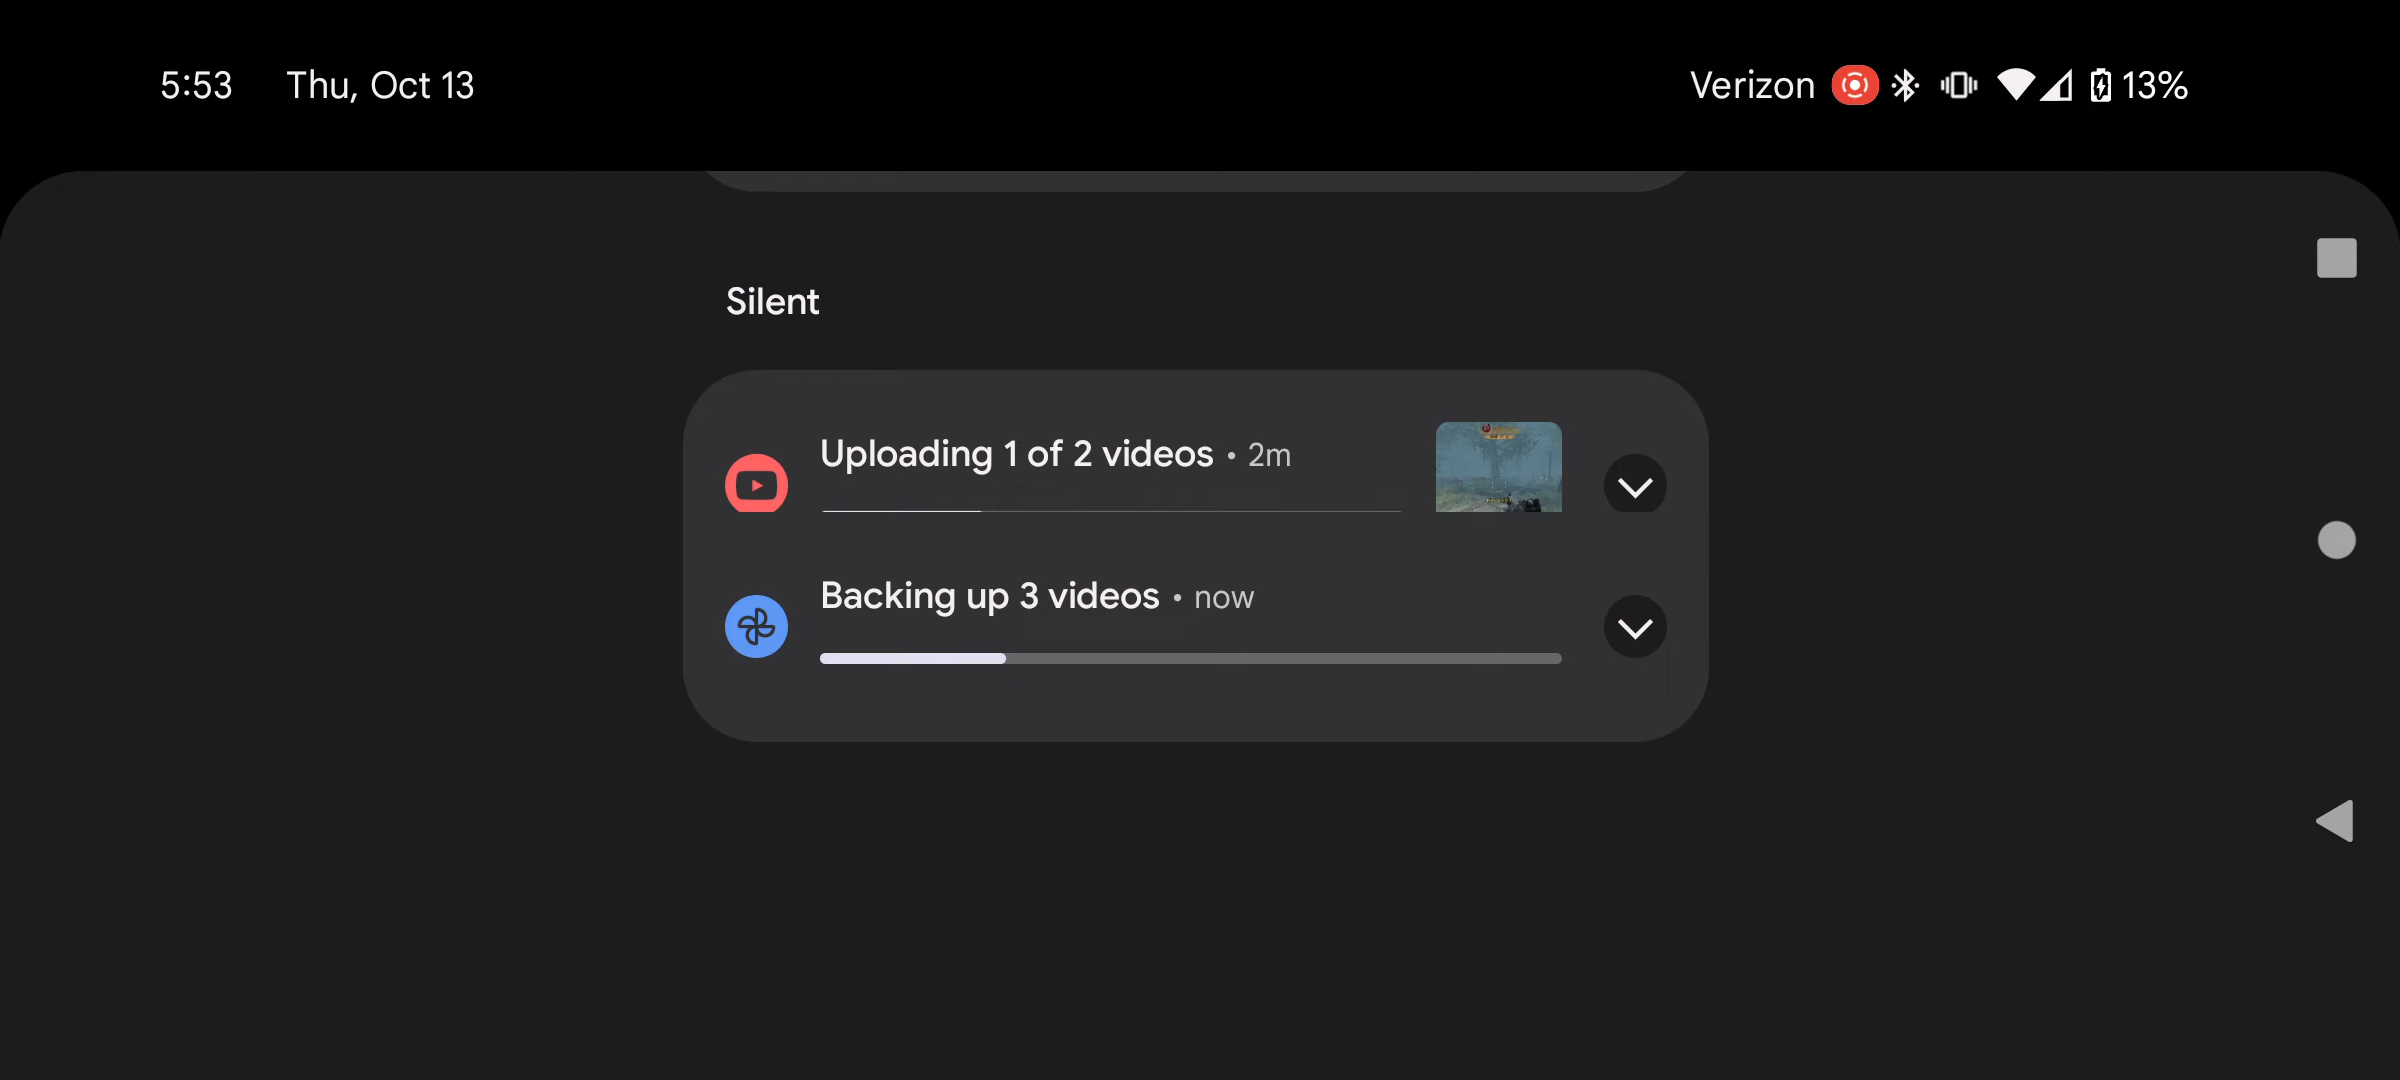 5:53 Thu, Oct 13 Verizon 13%
Silent
Uploading 1 of 2 videos • 2m
Backing up 3 videos • now